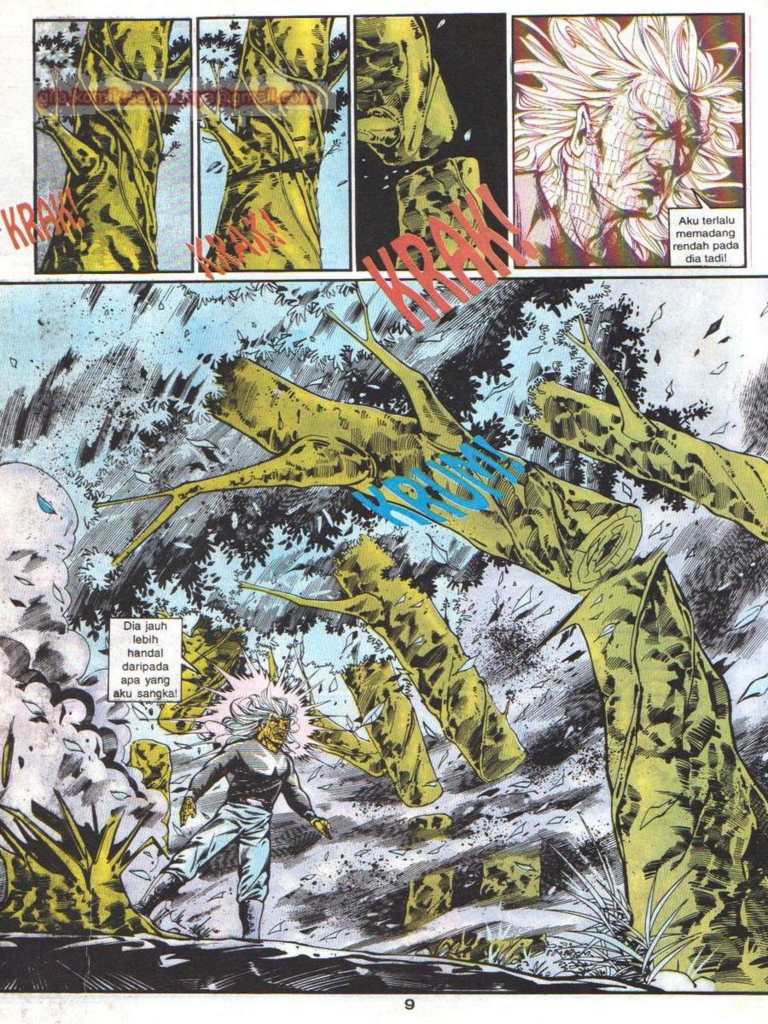 KRAK!
KRAK!
KRAK!
Aku terlalu
memadang
rendah pada
dia tadi!
KRUM!
Dia jauh
lebih
handal
daripada
apa yang
aku sangka!
9